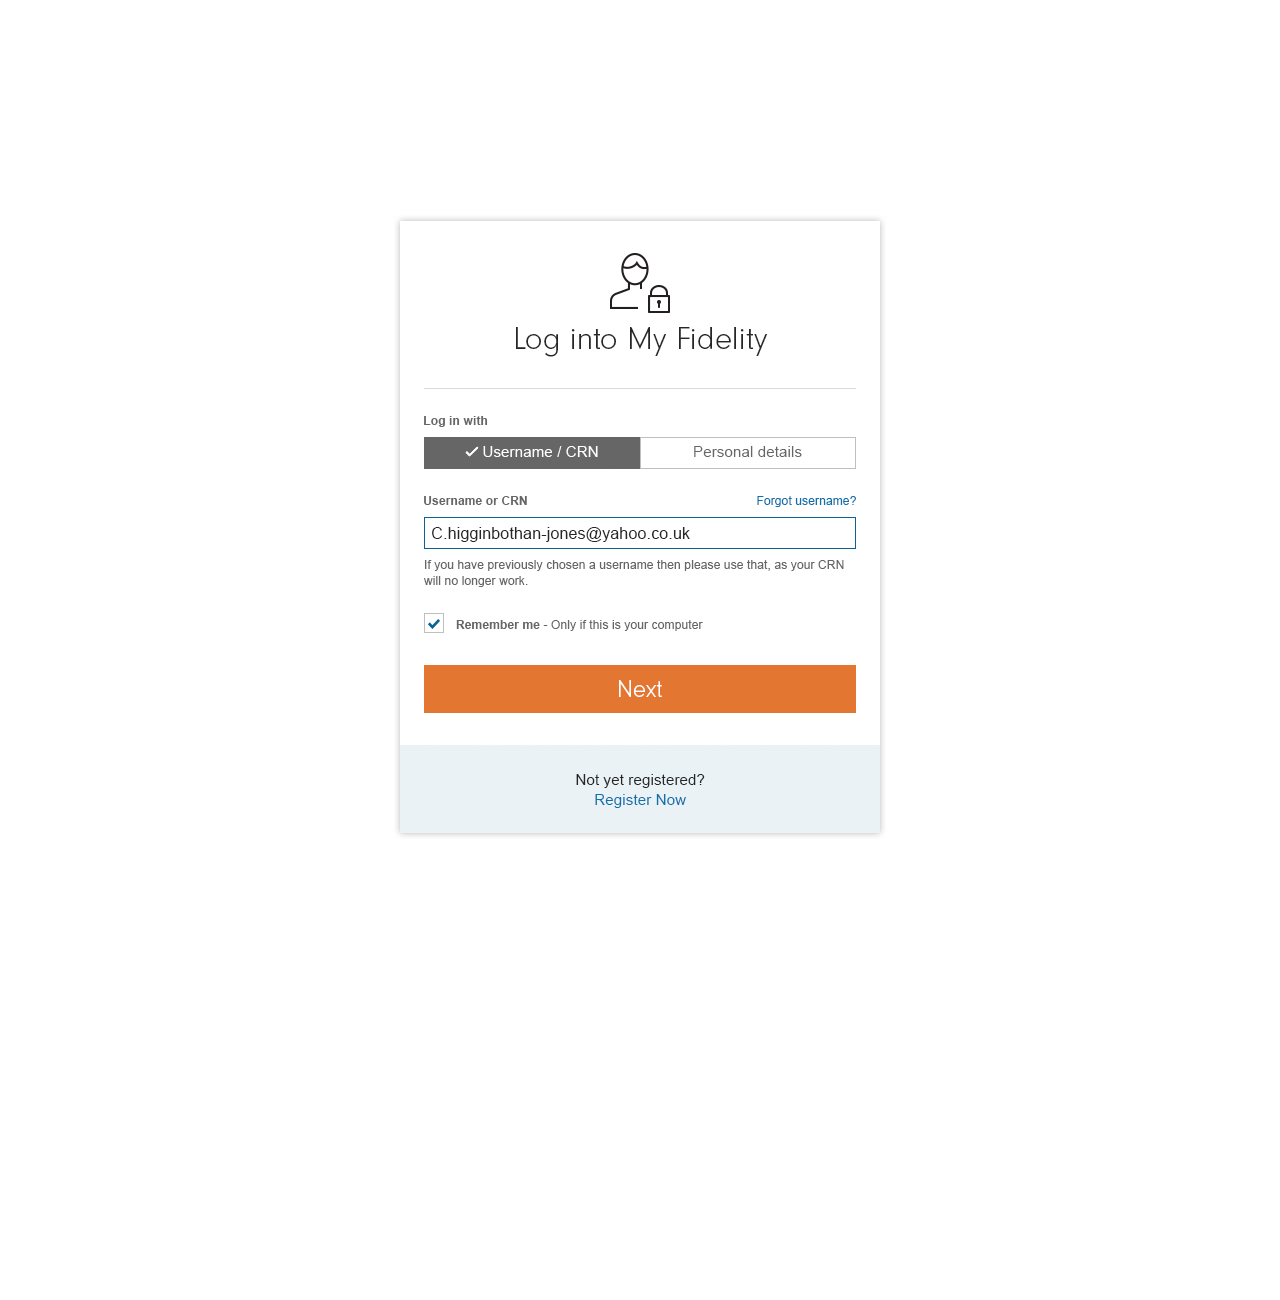 Log into My Fidelity
Log in with
Username / CRN
Personal details
Username or CRN
Forgot username?
C.higginbothan-jones@yahoo.co.uk
If you have previously chosen a username then please use that, as your CRN
will no longer work.
Remember me - Only if this is your computer
Next
Not yet registered?
Register Now